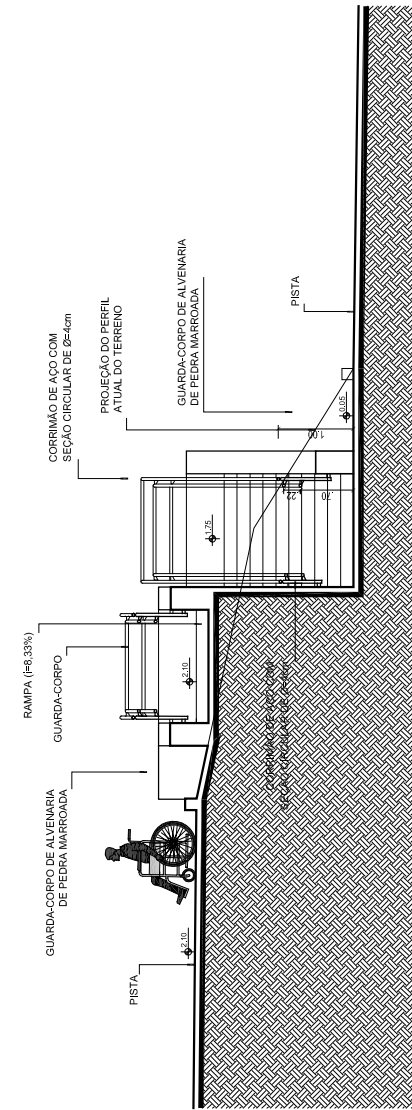 PISTA
2.10
GUARDA-CORPO DE ALVENARIA
DE PEDRA MARROADA
RAMPA (i=8,33%)
GUARDA-CORPO
2.10
CORRIMÃO DE AÇO COM
SEÇÃO CIRCULAR DE Ø=4cm
CORRIMÃO DE AÇO COM
SEÇÃO CIRCULAR DE Ø=4cm
1.75
.22
.70
PROJEÇÃO DO PERFIL
ATUAL DO TERRENO
GUARDA-CORPO DE ALVENARIA
DE PEDRA MARROADA
1.00
0.05
PISTA